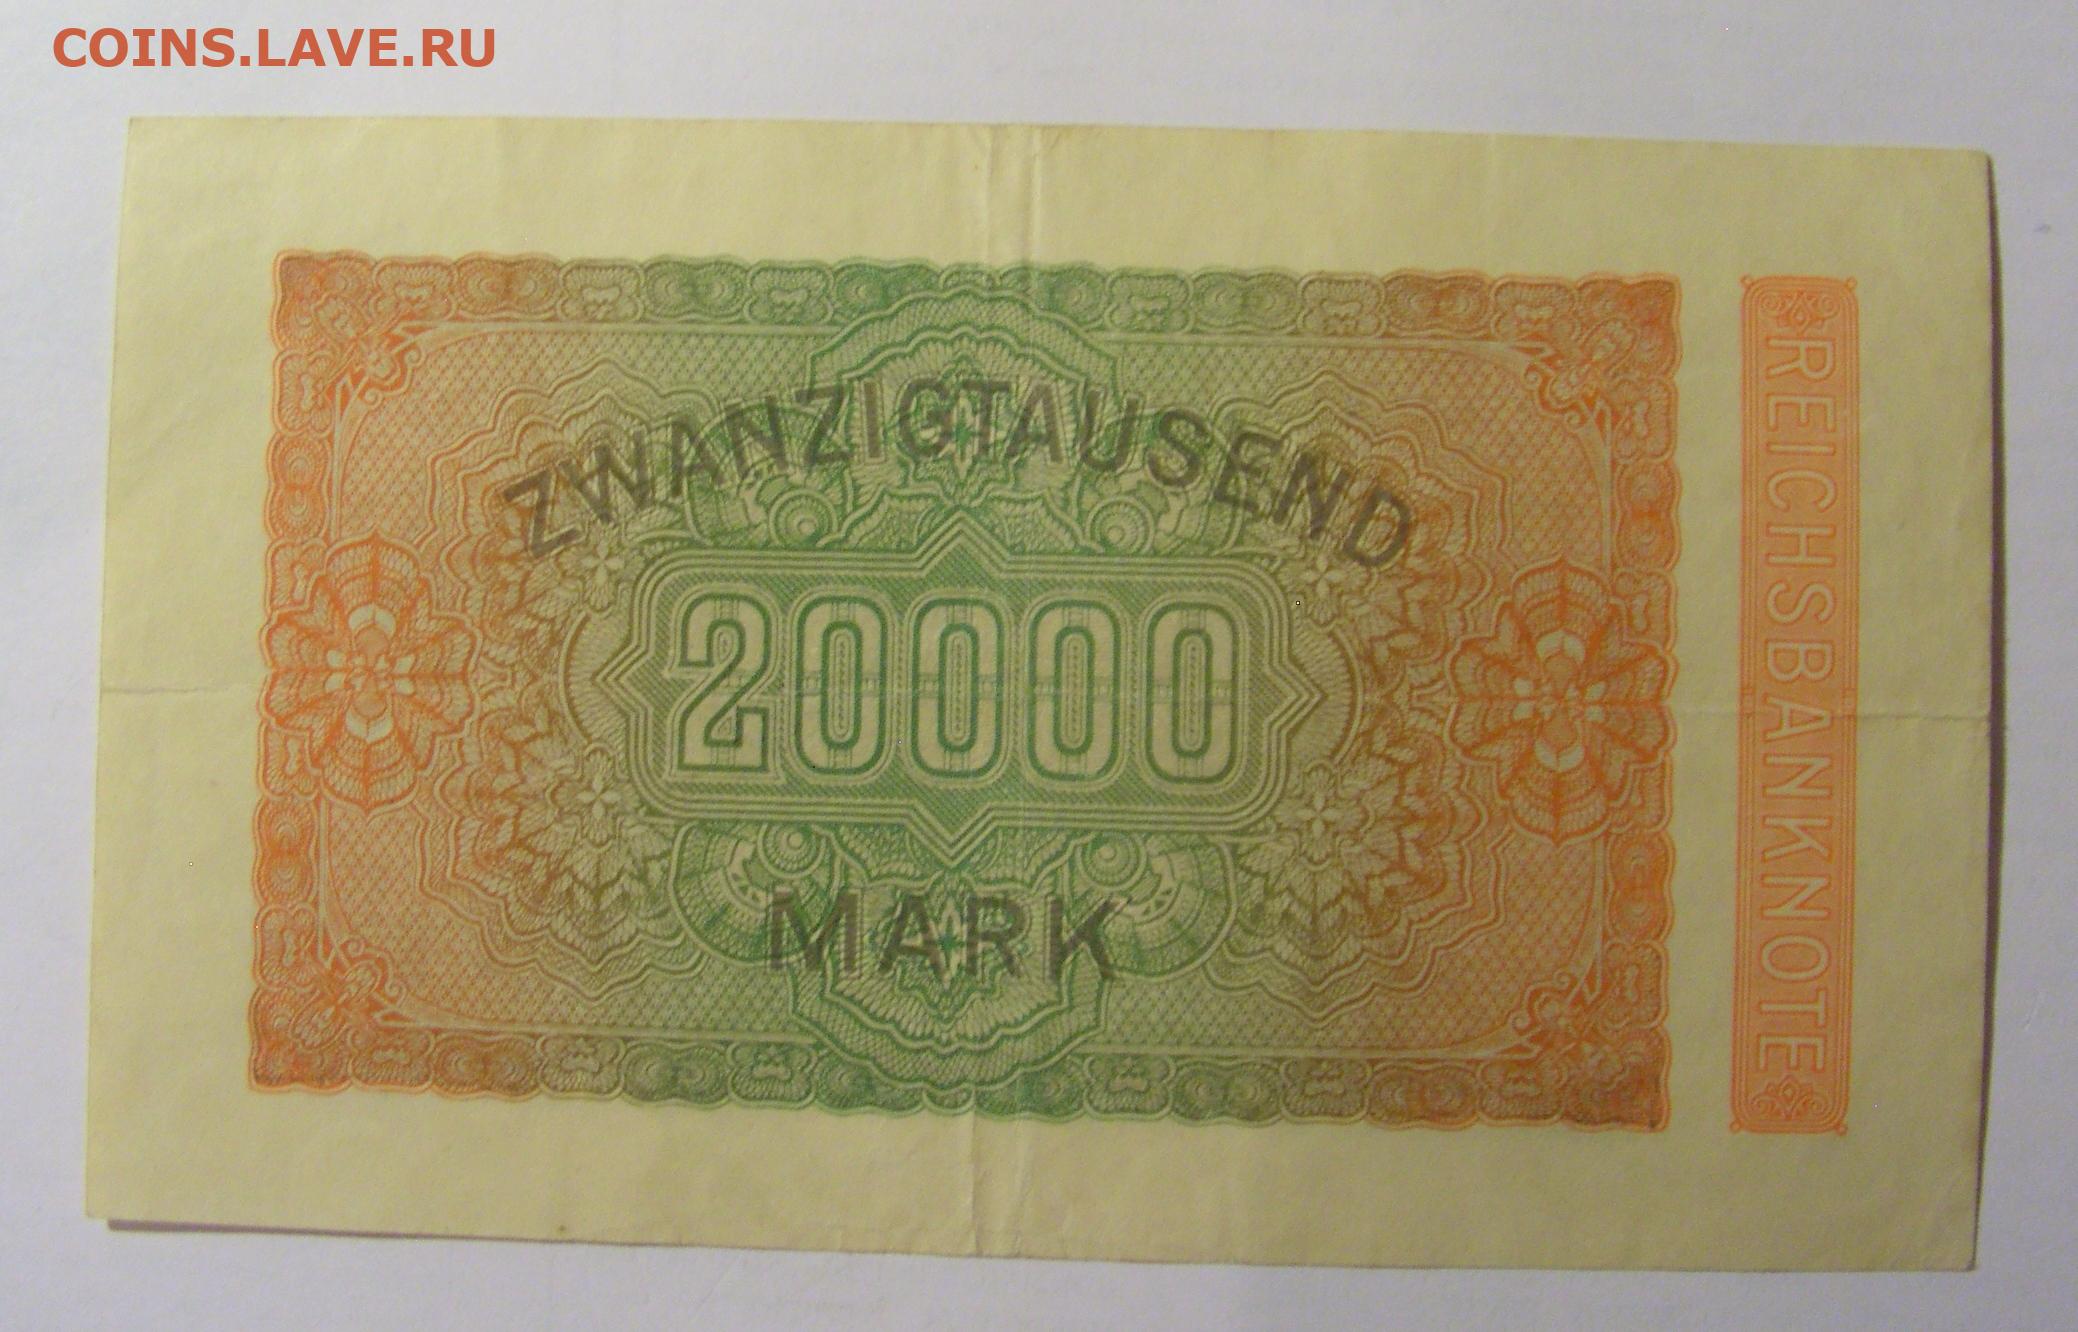 COINS.LAVE.RU
ZWANZIGTAUSEND
20000
MARK
REICHSBANKNOTE